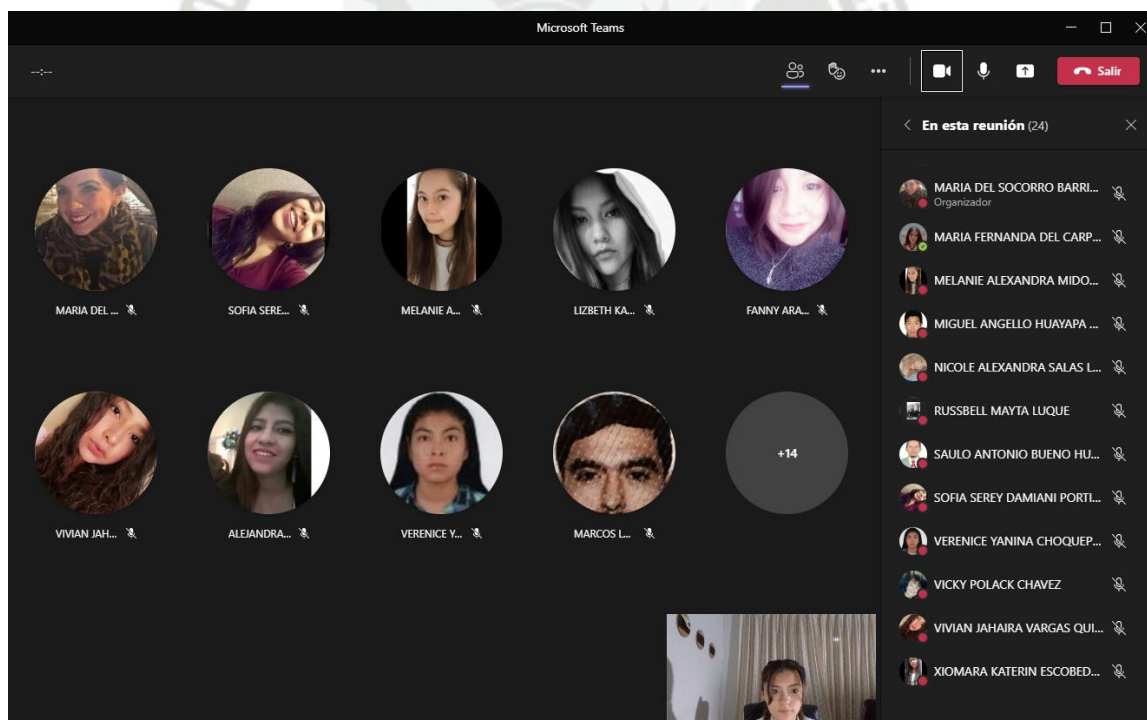 Microsoft Teams
--:--
Salir
En esta reunión (24)
MARIA DEL SOCORRO BARRI...
Organizador
MARIA FERNANDA DEL CARP...
MELANIE ALEXANDRA MIDO...
MIGUEL ANGELLO HUAYAPA ...
NICOLE ALEXANDRA SALAS L...
RUSSBELL MAYTA LUQUE
SAULO ANTONIO BUENO HU...
SOFIA SEREY DAMIANI PORTI...
VERENICE YANINA CHOQUEP...
VICKY POLACK CHAVEZ
VIVIAN JAHAIRA VARGAS QUI...
XIOMARA KATERIN ESCOBED...
MARIA DEL ...
SOFIA SERE...
MELANIE A...
LIZBETH KA...
FANNY ARA...
VIVIAN JAH...
ALEJANDRA...
VERENICE Y...
MARCOS L...
+14